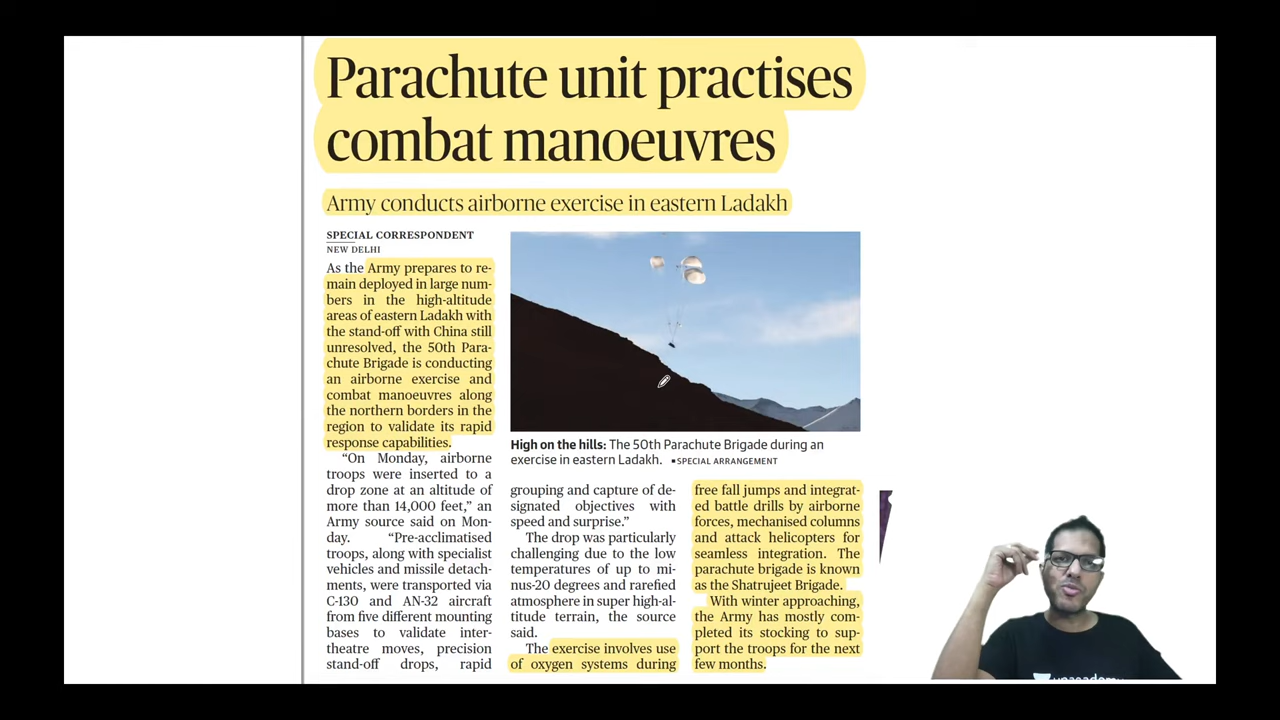 Parachute unit practises
combat manoeuvres
Army conducts airborne exercise in eastern Ladakh
SPECIAL CORRESPONDENT
NEW DELHI
As the Army prepares to re-
main deployed in large num-
bers in the high-altitude
areas of eastern Ladakh with
the stand-off with China still
unresolved, the 50th Para-
chute Brigade is conducting
an airborne exercise and
combat manoeuvres along
the northern borders in the
region to validate its rapid
response capabilities.
“On Monday, airborne
troops were inserted to a
drop zone at an altitude of
more than 14,000 feet,” an
Army source said on Mon-
day. “Pre-acclimatised
troops, along with specialist
vehicles and missile detach-
ments, were transported via
C-130 and AN-32 aircraft
from five different mounting
bases to validate inter-
theatre moves, precision
stand-off drops, rapid
High on the hills: The 50th Parachute Brigade during an
exercise in eastern Ladakh. ■SPECIAL ARRANGEMENT
grouping and capture of de-
signated objectives with
speed and surprise.”
The drop was particularly
challenging due to the low
temperatures of up to mi-
nus-20 degrees and rarefied
atmosphere in super high-al-
titude terrain, the source
said.
The exercise involves use
of oxygen systems during
free fall jumps and integrat-
ed battle drills by airborne
forces, mechanised columns
and attack helicopters for
seamless integration. The
parachute brigade is known
as the Shatrujeet Brigade.
With winter approaching,
the Army has mostly com-
pleted its stocking to sup-
port the troops for the next
few months.